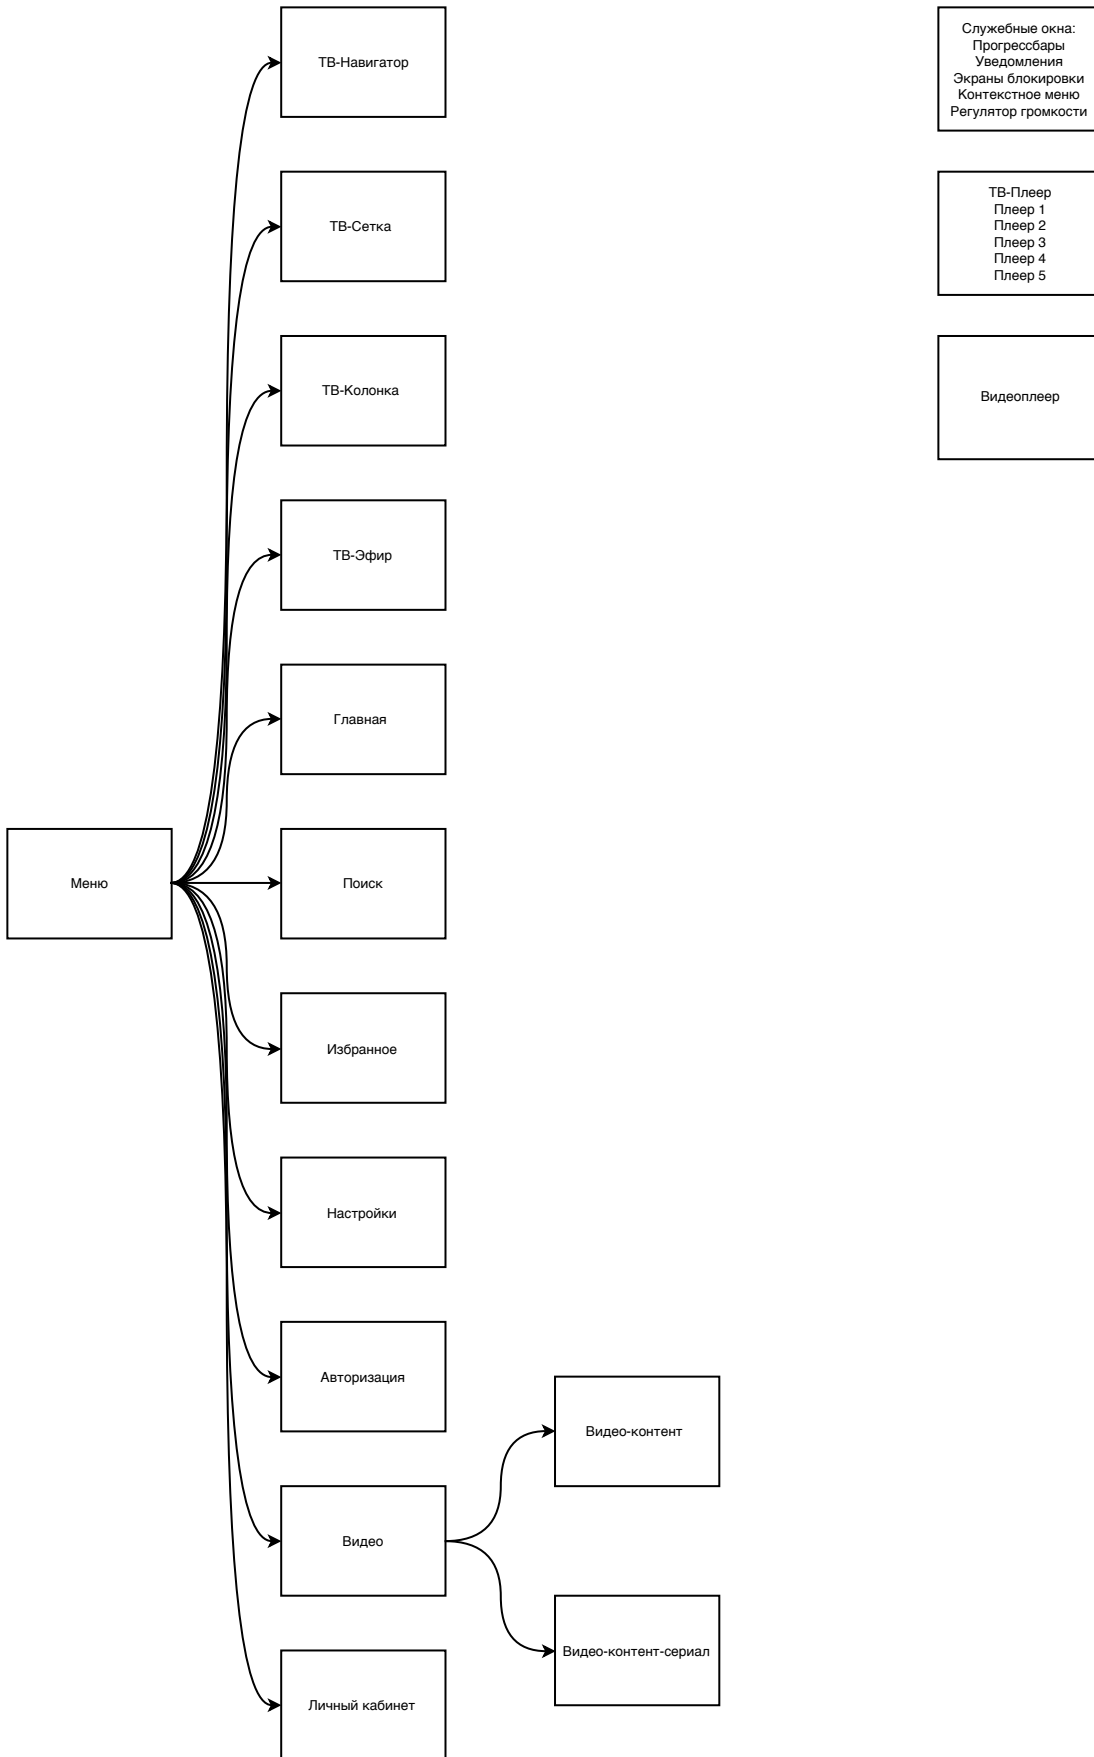 ТВ-Навигатор
Служебные окна:
Прогрессбары
Уведомления
Экраны блокировки
Контекстное меню
Регулятор громкости
ТВ-Сетка
ТВ-Плеер
Плеер 1
Плеер 2
Плеер 3
Плеер 4
Плеер 5
ТВ-Колонка
Видеоплеер
ТВ-Эфир
Главная
Меню
Поиск
Избранное
Настройки
Авторизация
Видео-контент
Видео
Видео-контент-сериал
Личный кабинет